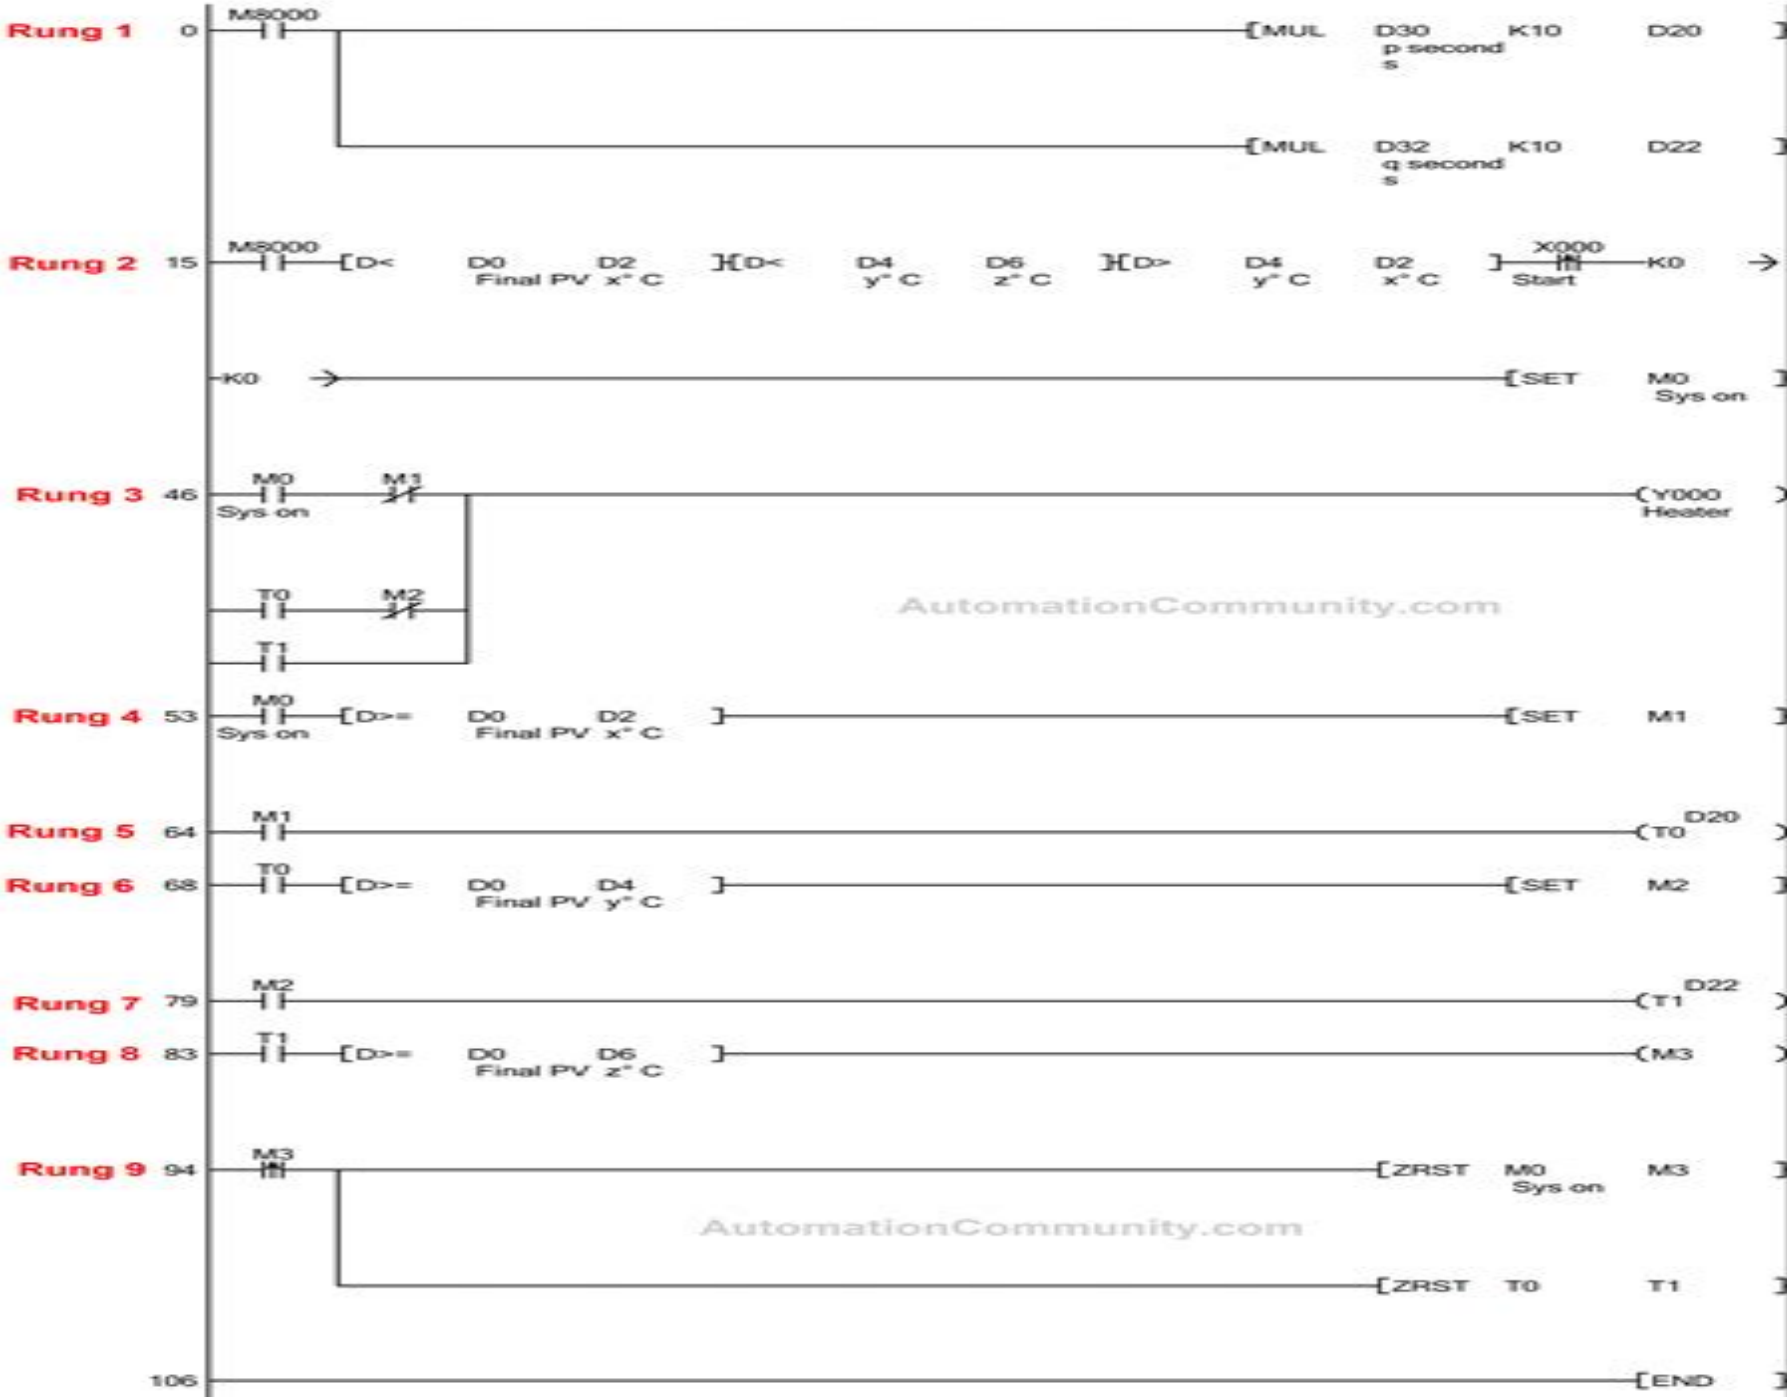 M8000
Rung 1 0 [MUL D30 K10 D20 ]
p second
s
[MUL D32 K10 D22 ]
q second
s
M8000 X000
Rung 2 15 [D< D0 D2 ][D< D4 D6 ][D> D4 D2 ] K0
Final PV x° C y° C z° C y° C x° C Start
K0 [SET M0 ]
Sys on
M0 M1
Rung 3 46 (Y000 )
Sys on Heater
T0 M2
AutomationCommunity.com
T1
M0
Rung 4 53 [D>= D0 D2 ] [SET M1 ]
Sys on Final PV x° C
M1 D20
Rung 5 64 (T0 )
T0
Rung 6 68 [D>= D0 D4 ] [SET M2 ]
Final PV y° C
M2 D22
Rung 7 79 (T1 )
T1
Rung 8 83 [D>= D0 D6 ] (M3 )
Final PV z° C
M3
Rung 9 94 [ZRST M0 M3 ]
Sys on
AutomationCommunity.com
[ZRST T0 T1 ]
106 [END ]